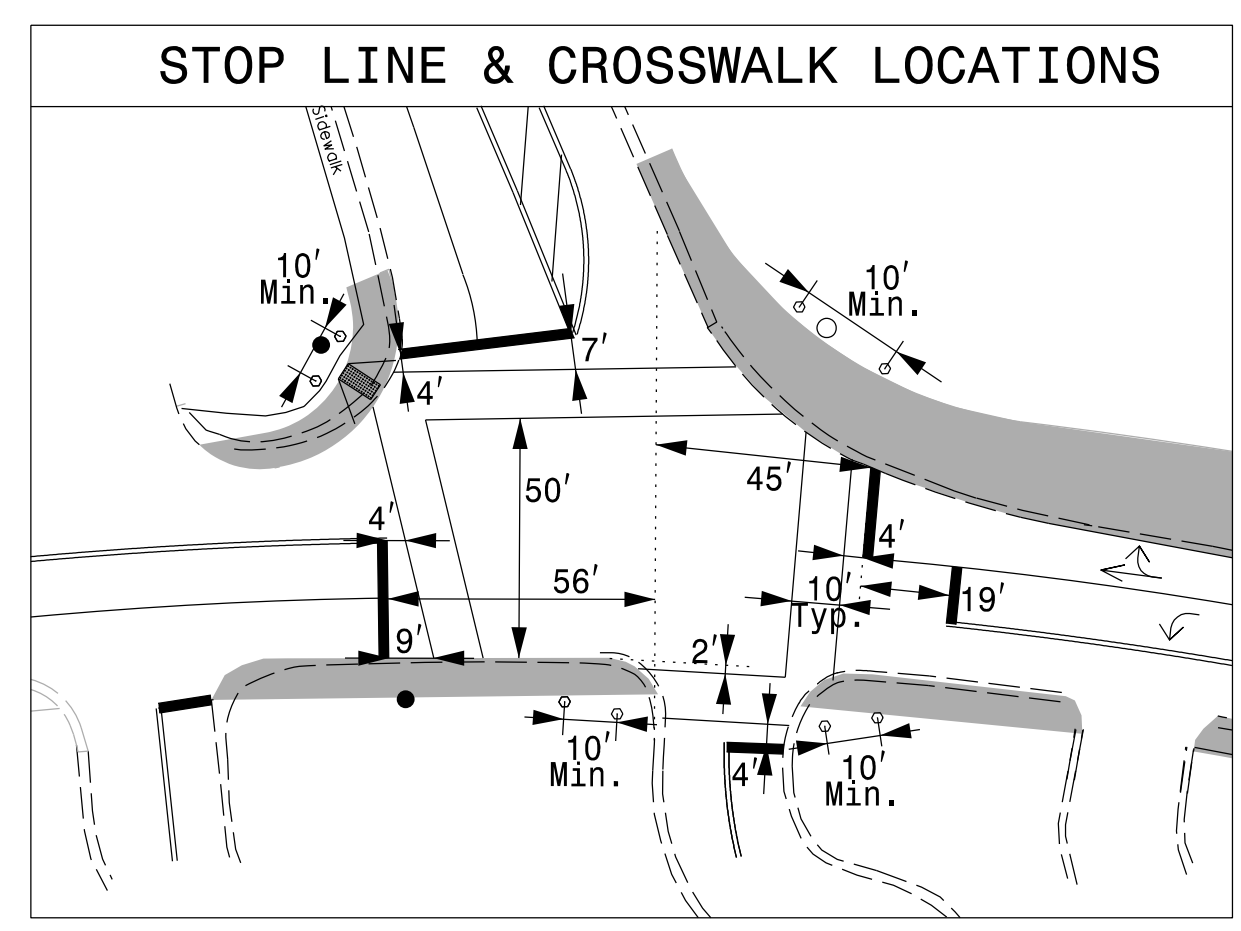 STOP LINE & CROSSWALK LOCATIONS
Sidewalk
10'
Min.
10'
Min.
7'
4'
45'
50'
4'
4'
56'
10'
Typ.
19'
9'
2'
10'
Min.
4'
10'
Min.